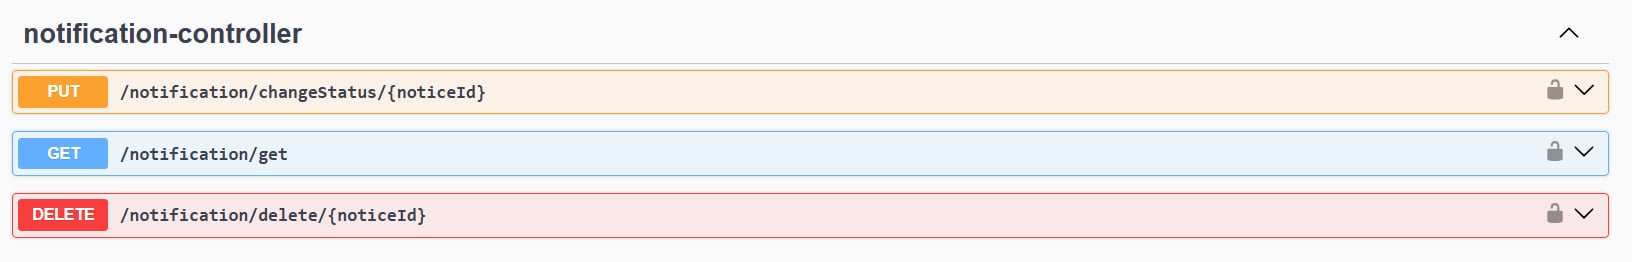 notification-controller
PUT /notification/changeStatus/{noticeId}
GET /notification/get
DELETE /notification/delete/{noticeId}